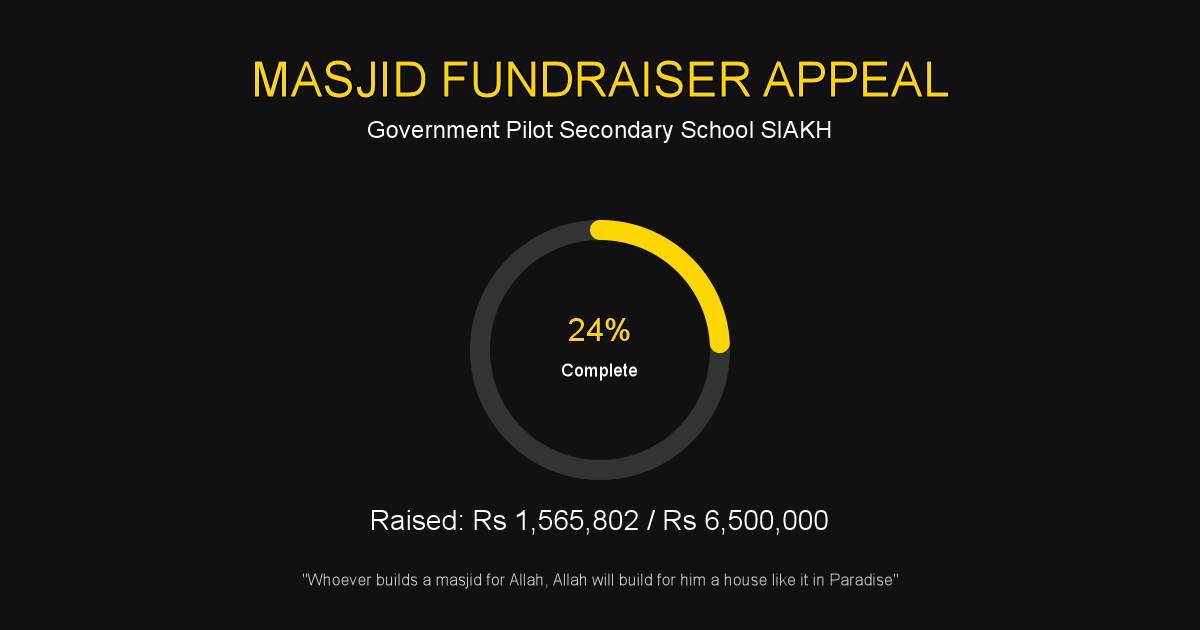 MASJID FUNDRAISER APPEAL
Government Pilot Secondary School SIAKH
24%
Complete
Raised: Rs 1,565,802 / Rs 6,500,000
"Whoever builds a masjid for Allah, Allah will build for him a house like it in Paradise"